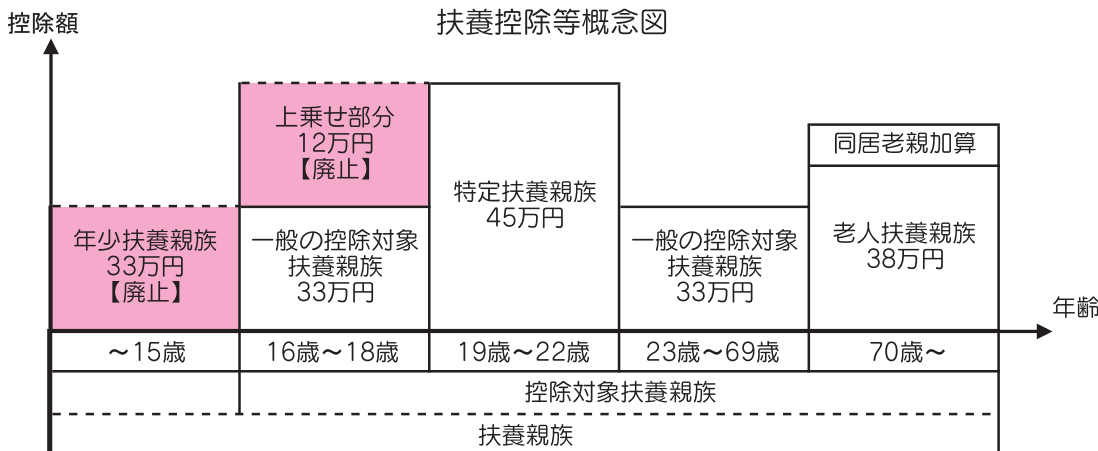 扶養控除等概念図
控除額
上乗せ部分
12万円
【廃止】
年少扶養親族
33万円
【廃止】
一般の控除対象
扶養親族
33万円
特定扶養親族
45万円
一般の控除対象
扶養親族
33万円
同居老親加算
老人扶養親族
38万円
年齢
～15歳
16歳～18歳
19歳～22歳
23歳～69歳
70歳～
控除対象扶養親族
扶養親族